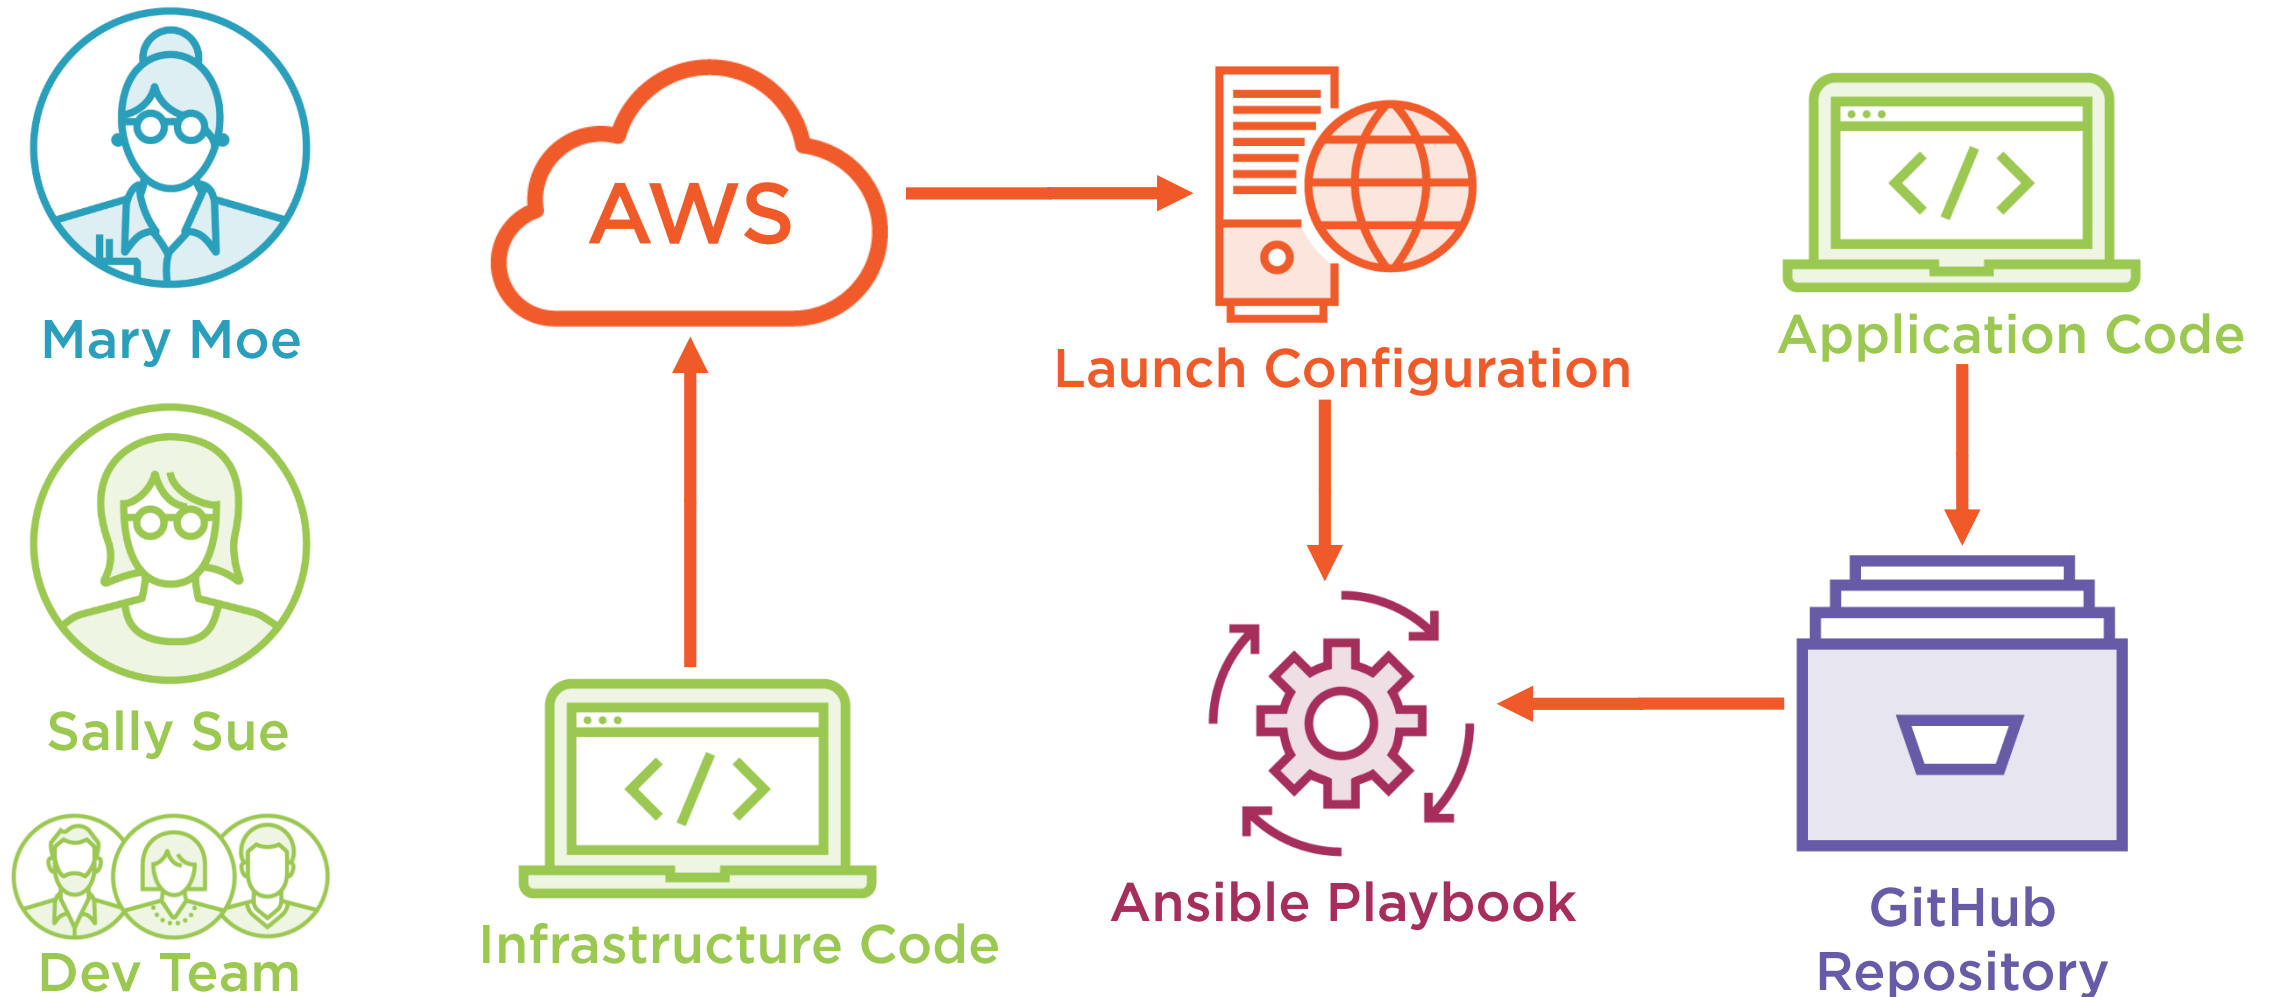 Mary Moe
Sally Sue
Dev Team
AWS
Infrastructure Code
Launch Configuration
Ansible Playbook
Application Code
GitHub
Repository